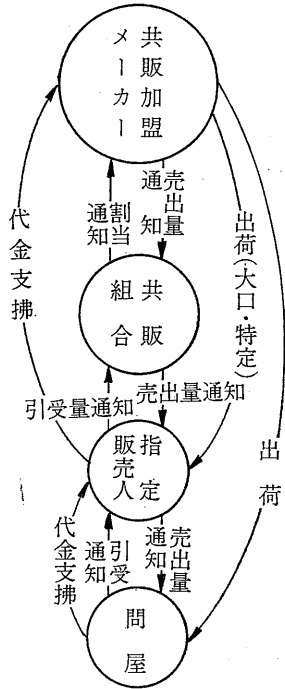 共販加盟
メーカー
売出量
通知
割当
通知
代金支拂
出荷(大口・特定)
共販
組合
引受量通知
売出量通知
出荷
指定
販売人
代金支拂
引受
通知
売出量
通知
問屋